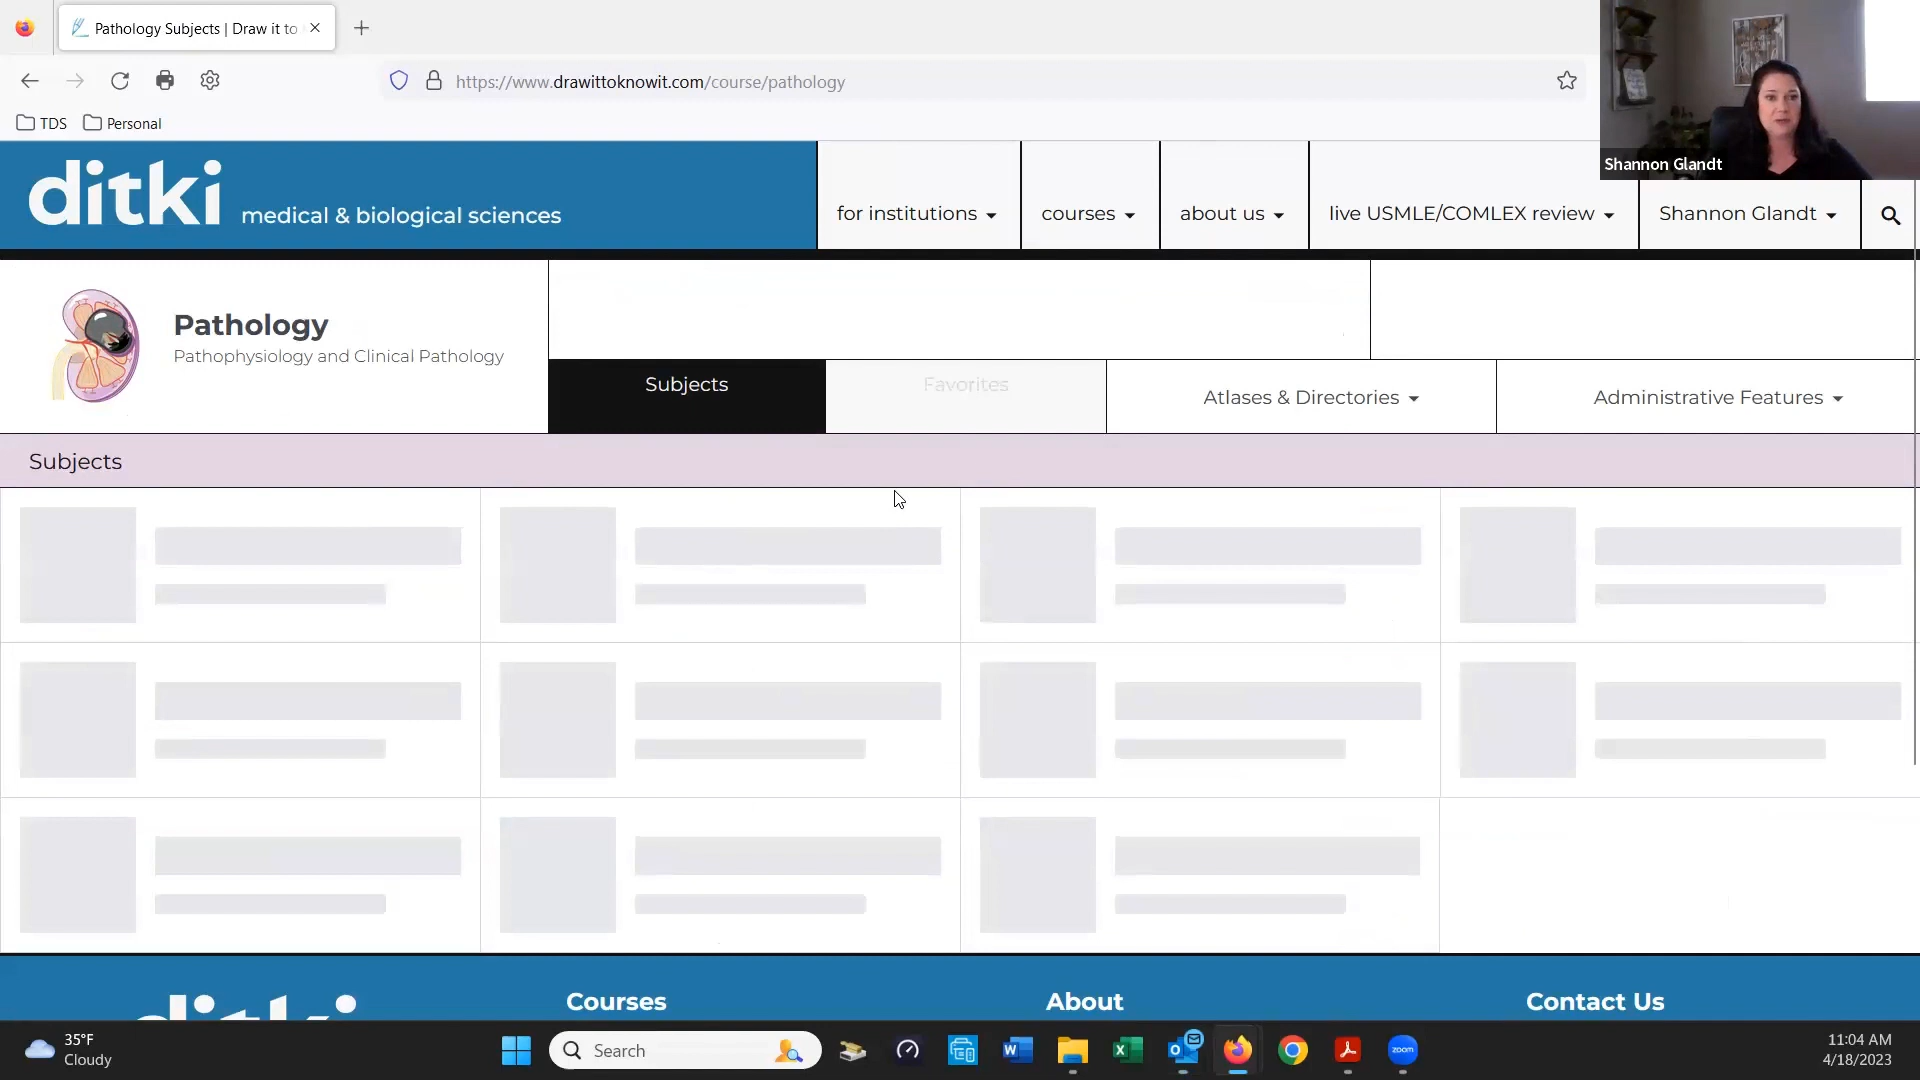 Pathology Subjects | Draw it to
https://www.drawittoknowit.com/course/pathology
TDS
Personal
Shannon Glandt
ditki
medical & biological sciences
for institutions
courses
about us
live USMLE/COMLEX review
Shannon Glandt
Pathology
Pathophysiology and Clinical Pathology
Subjects
Favorites
Atlases & Directories
Administrative Features
Subjects
ditki
Courses
About
Contact Us
35°F
Cloudy
Search
zoom
11:04 AM
4/18/2023